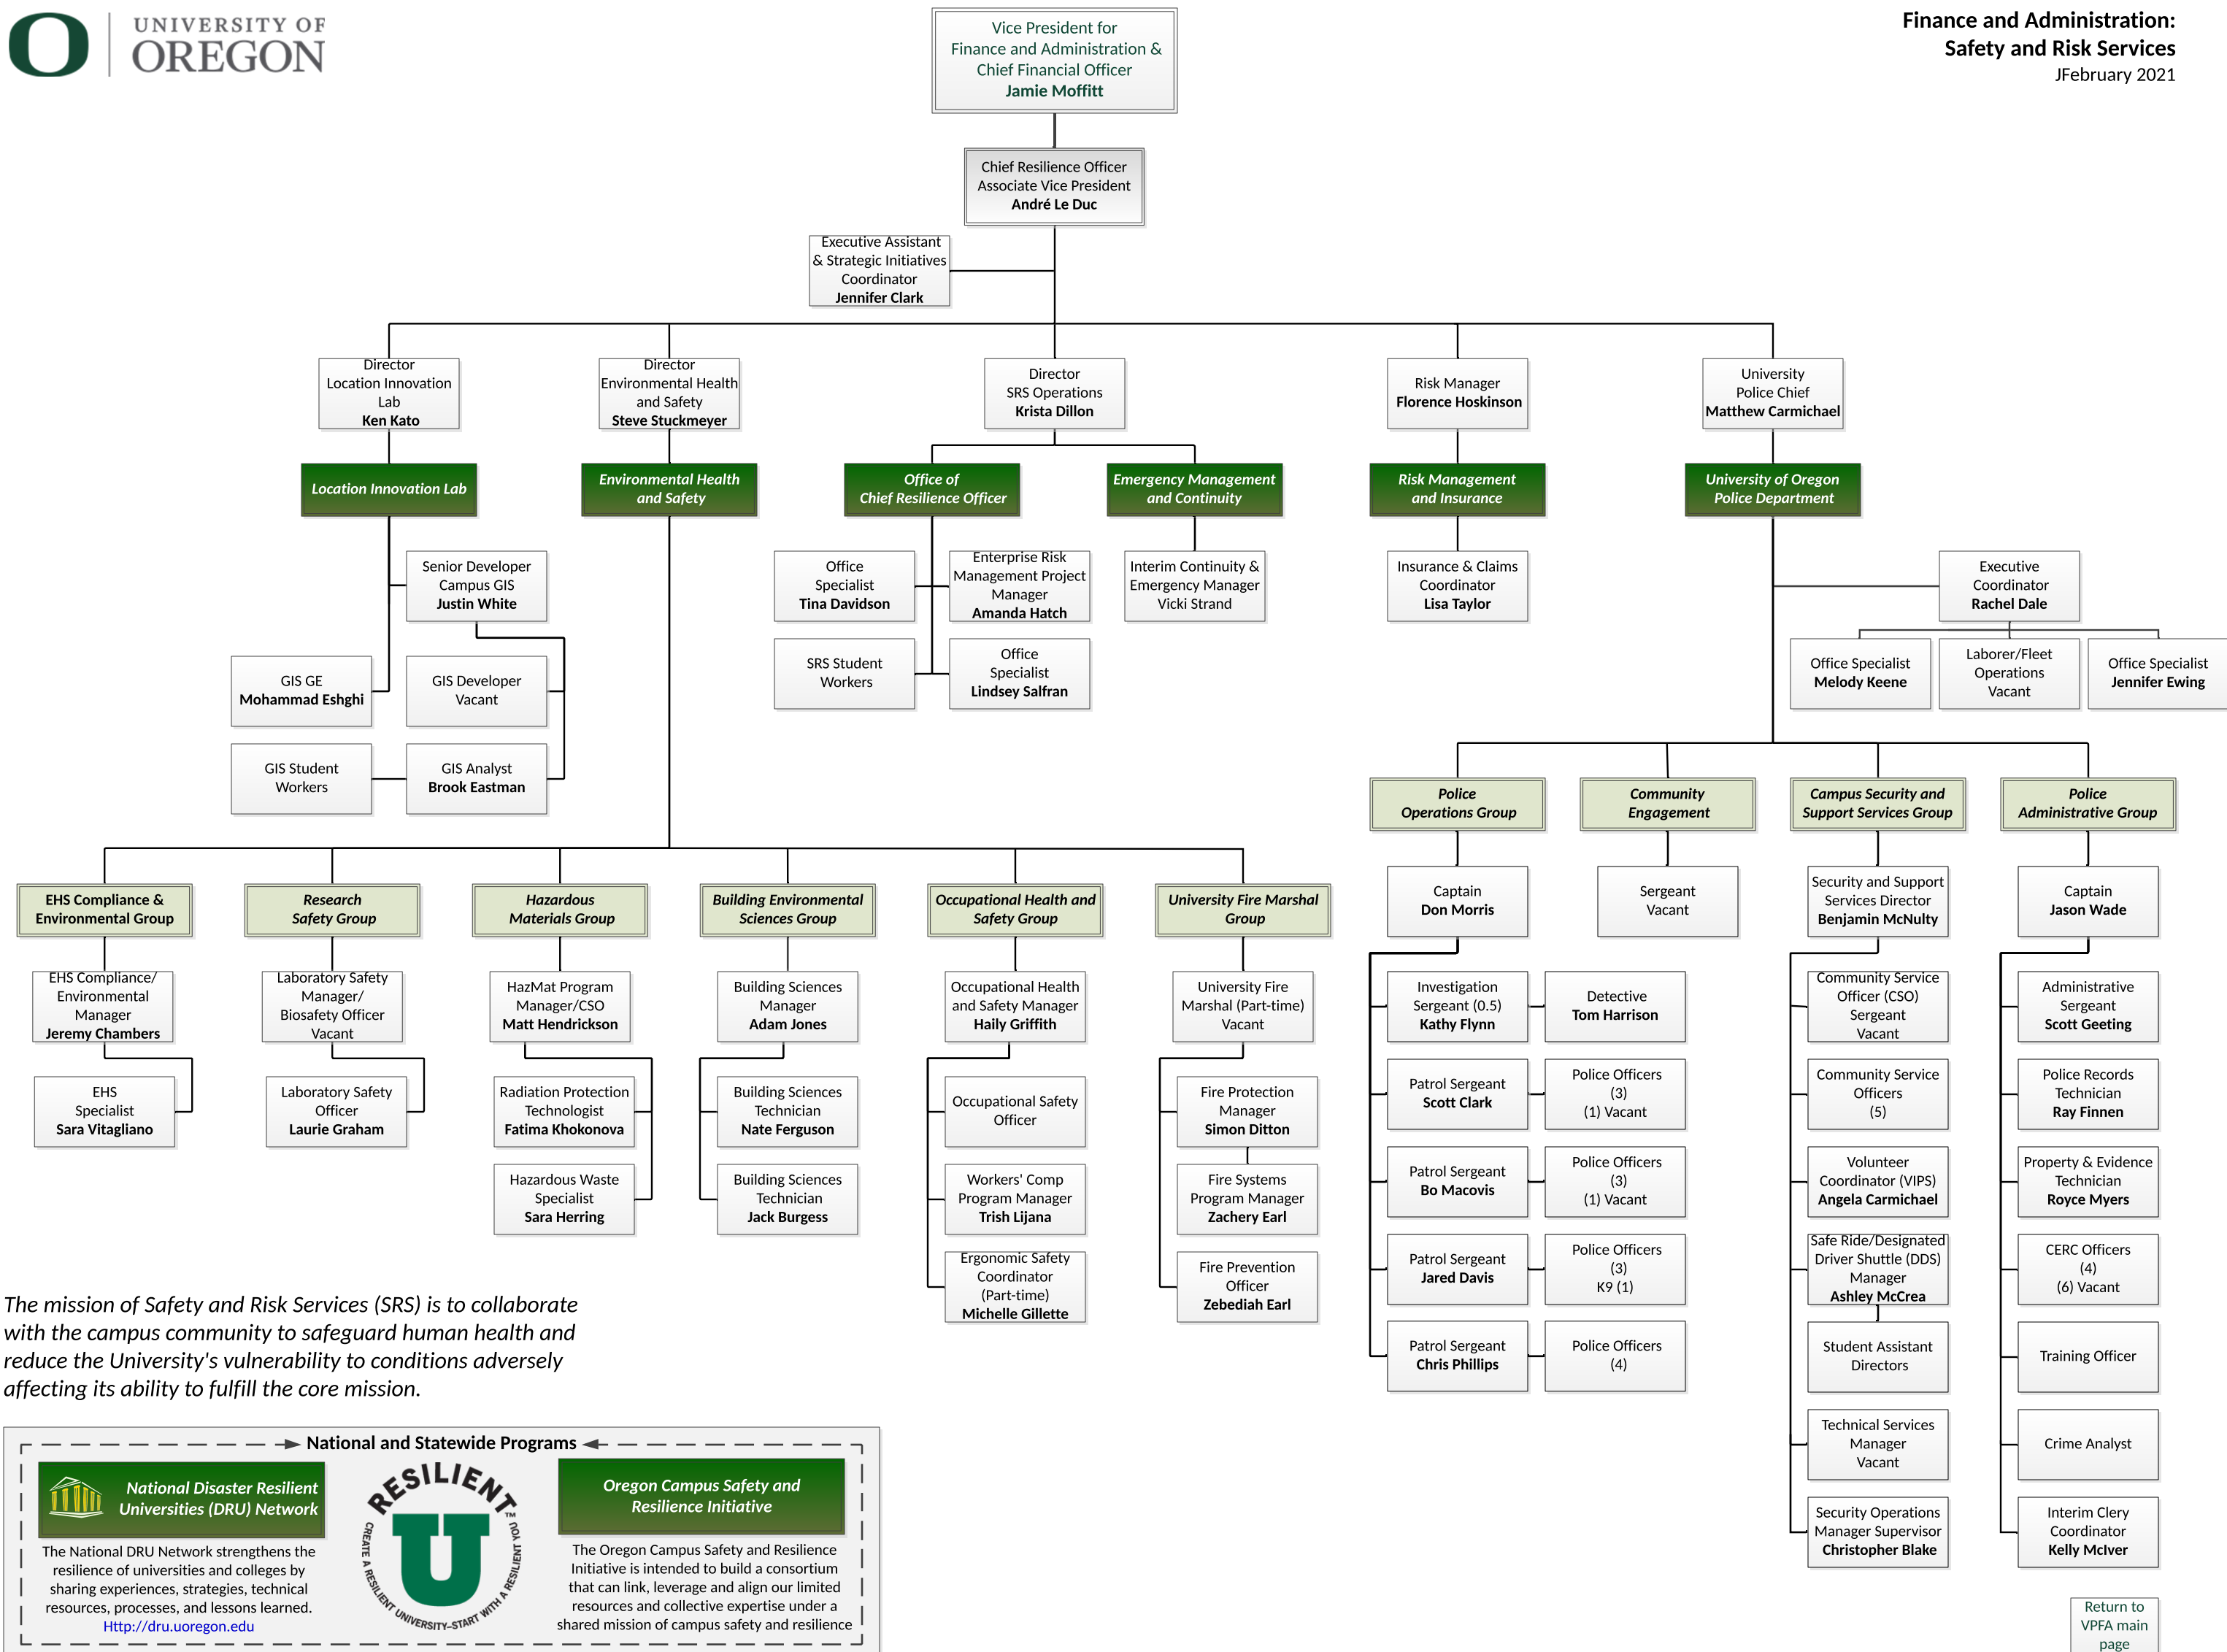 UNIVERSITY OF
OREGON
Finance and Administration:
Safety and Risk Services
JFebruary 2021
Vice President for
Finance and Administration &
Chief Financial Officer
Jamie Moffitt
Chief Resilience Officer
Associate Vice President
André Le Duc
Executive Assistant
& Strategic Initiatives
Coordinator
Jennifer Clark
Director
Location Innovation
Lab
Ken Kato
Director
Environmental Health
and Safety
Steve Stuckmeyer
Director
SRS Operations
Krista Dillon
Risk Manager
Florence Hoskinson
University
Police Chief
Matthew Carmichael
Location Innovation Lab
Environmental Health
and Safety
Office of
Chief Resilience Officer
Emergency Management
and Continuity
Risk Management
and Insurance
University of Oregon
Police Department
Senior Developer
Campus GIS
Justin White
GIS GE
Mohammad Eshghi
GIS Developer
Vacant
GIS Student
Workers
GIS Analyst
Brook Eastman
Office
Specialist
Tina Davidson
Enterprise Risk
Management Project
Manager
Amanda Hatch
SRS Student
Workers
Office
Specialist
Lindsey Salfran
Interim Continuity &
Emergency Manager
Vicki Strand
Insurance & Claims
Coordinator
Lisa Taylor
Executive
Coordinator
Rachel Dale
Office Specialist
Melody Keene
Laborer/Fleet
Operations
Vacant
Office Specialist
Jennifer Ewing
Police
Operations Group
Community
Engagement
Campus Security and
Support Services Group
Police
Administrative Group
Captain
Don Morris
Sergeant
Vacant
Security and Support
Services Director
Benjamin McNulty
Captain
Jason Wade
EHS Compliance &
Environmental Group
Research
Safety Group
Hazardous
Materials Group
Building Environmental
Sciences Group
Occupational Health and
Safety Group
University Fire Marshal
Group
EHS Compliance/
Environmental
Manager
Jeremy Chambers
EHS
Specialist
Sara Vitagliano
Laboratory Safety
Manager/
Biosafety Officer
Vacant
Laboratory Safety
Officer
Laurie Graham
HazMat Program
Manager/CSO
Matt Hendrickson
Radiation Protection
Technologist
Fatima Khokonova
Hazardous Waste
Specialist
Sara Herring
Building Sciences
Manager
Adam Jones
Building Sciences
Technician
Nate Ferguson
Building Sciences
Technician
Jack Burgess
Occupational Health
and Safety Manager
Haily Griffith
Occupational Safety
Officer
Workers' Comp
Program Manager
Trish Lijana
Ergonomic Safety
Coordinator
(Part-time)
Michelle Gillette
University Fire
Marshal (Part-time)
Vacant
Fire Protection
Manager
Simon Ditton
Fire Systems
Program Manager
Zachery Earl
Fire Prevention
Officer
Zebediah Earl
Investigation
Sergeant (0.5)
Kathy Flynn
Detective
Tom Harrison
Patrol Sergeant
Scott Clark
Police Officers
(3)
(1) Vacant
Patrol Sergeant
Bo Macovis
Police Officers
(3)
(1) Vacant
Patrol Sergeant
Jared Davis
Police Officers
(3)
K9 (1)
Patrol Sergeant
Chris Phillips
Police Officers
(4)
Community Service
Officer (CSO)
Sergeant
Vacant
Community Service
Officers
(5)
Volunteer
Coordinator (VIPS)
Angela Carmichael
Safe Ride/Designated
Driver Shuttle (DDS)
Manager
Ashley McCrea
Student Assistant
Directors
Technical Services
Manager
Vacant
Security Operations
Manager Supervisor
Christopher Blake
Administrative
Sergeant
Scott Geeting
Police Records
Technician
Ray Finnen
Property & Evidence
Technician
Royce Myers
CERC Officers
(4)
(6) Vacant
Training Officer
Crime Analyst
Interim Clery
Coordinator
Kelly McIver
The mission of Safety and Risk Services (SRS) is to collaborate
with the campus community to safeguard human health and
reduce the University's vulnerability to conditions adversely
affecting its ability to fulfill the core mission.
National and Statewide Programs
National Disaster Resilient
Universities (DRU) Network
The National DRU Network strengthens the
resilience of universities and colleges by
sharing experiences, strategies, technical
resources, processes, and lessons learned.
Http://dru.uoregon.edu
RESILIENT
U
TM
CREATE A RESILIENT UNIVERSITY–START WITH A RESILIENT YOU
Oregon Campus Safety and
Resilience Initiative
The Oregon Campus Safety and Resilience
Initiative is intended to build a consortium
that can link, leverage and align our limited
resources and collective expertise under a
shared mission of campus safety and resilience
Return to
VPFA main
page